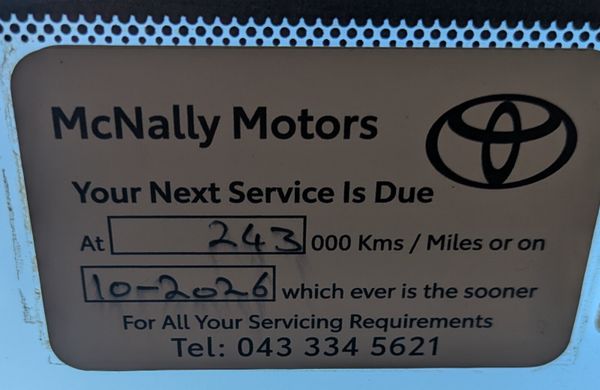 McNally Motors
Your Next Service Is Due
At 243 000 Kms / Miles or on
10-2026 which ever is the sooner
For All Your Servicing Requirements
Tel: 043 334 5621